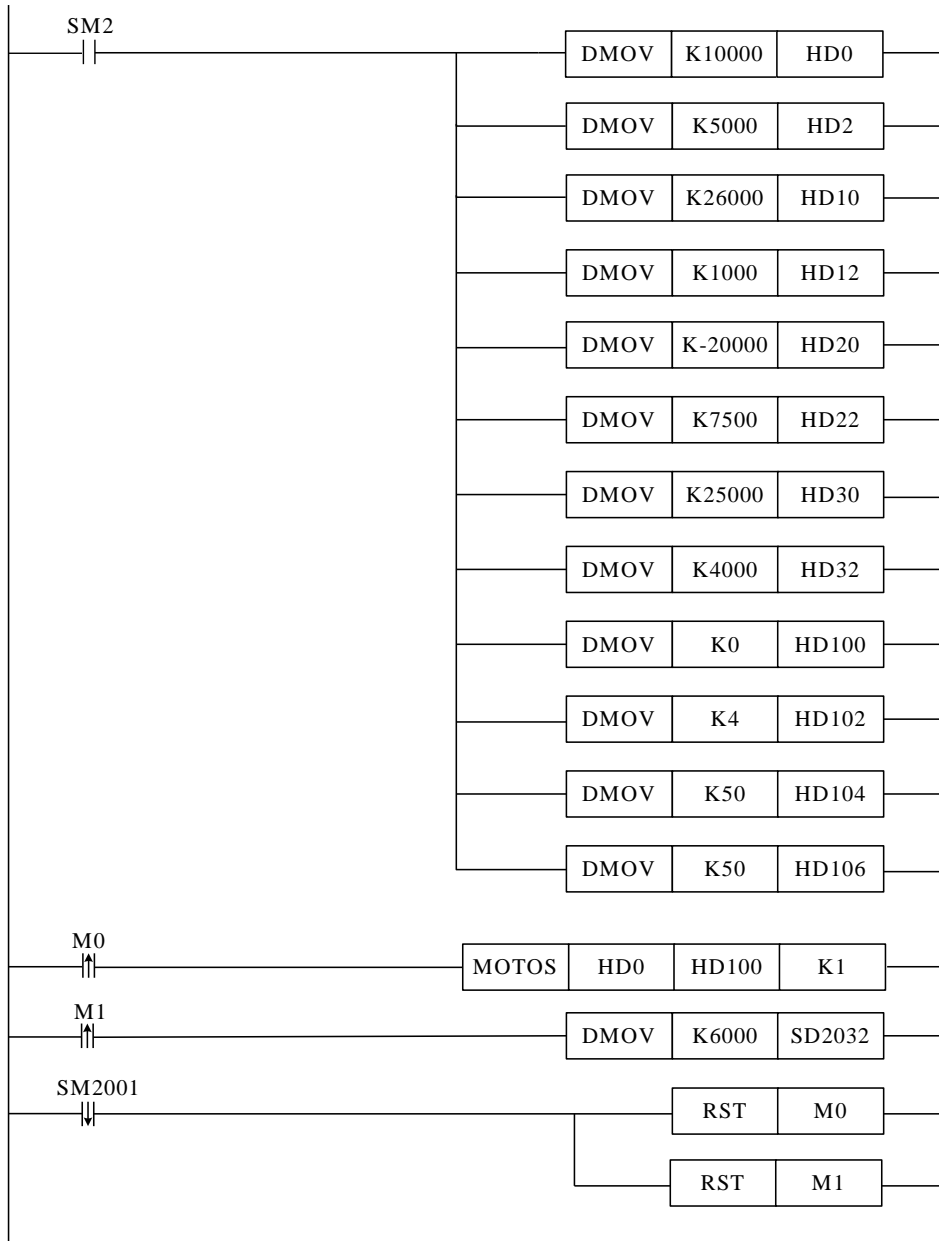 SM2
DMOV K10000 HD0
DMOV K5000 HD2
DMOV K26000 HD10
DMOV K1000 HD12
DMOV K-20000 HD20
DMOV K7500 HD22
DMOV K25000 HD30
DMOV K4000 HD32
DMOV K0 HD100
DMOV K4 HD102
DMOV K50 HD104
DMOV K50 HD106
M0
MOTOS HD0 HD100 K1
M1
DMOV K6000 SD2032
SM2001
RST M0
RST M1